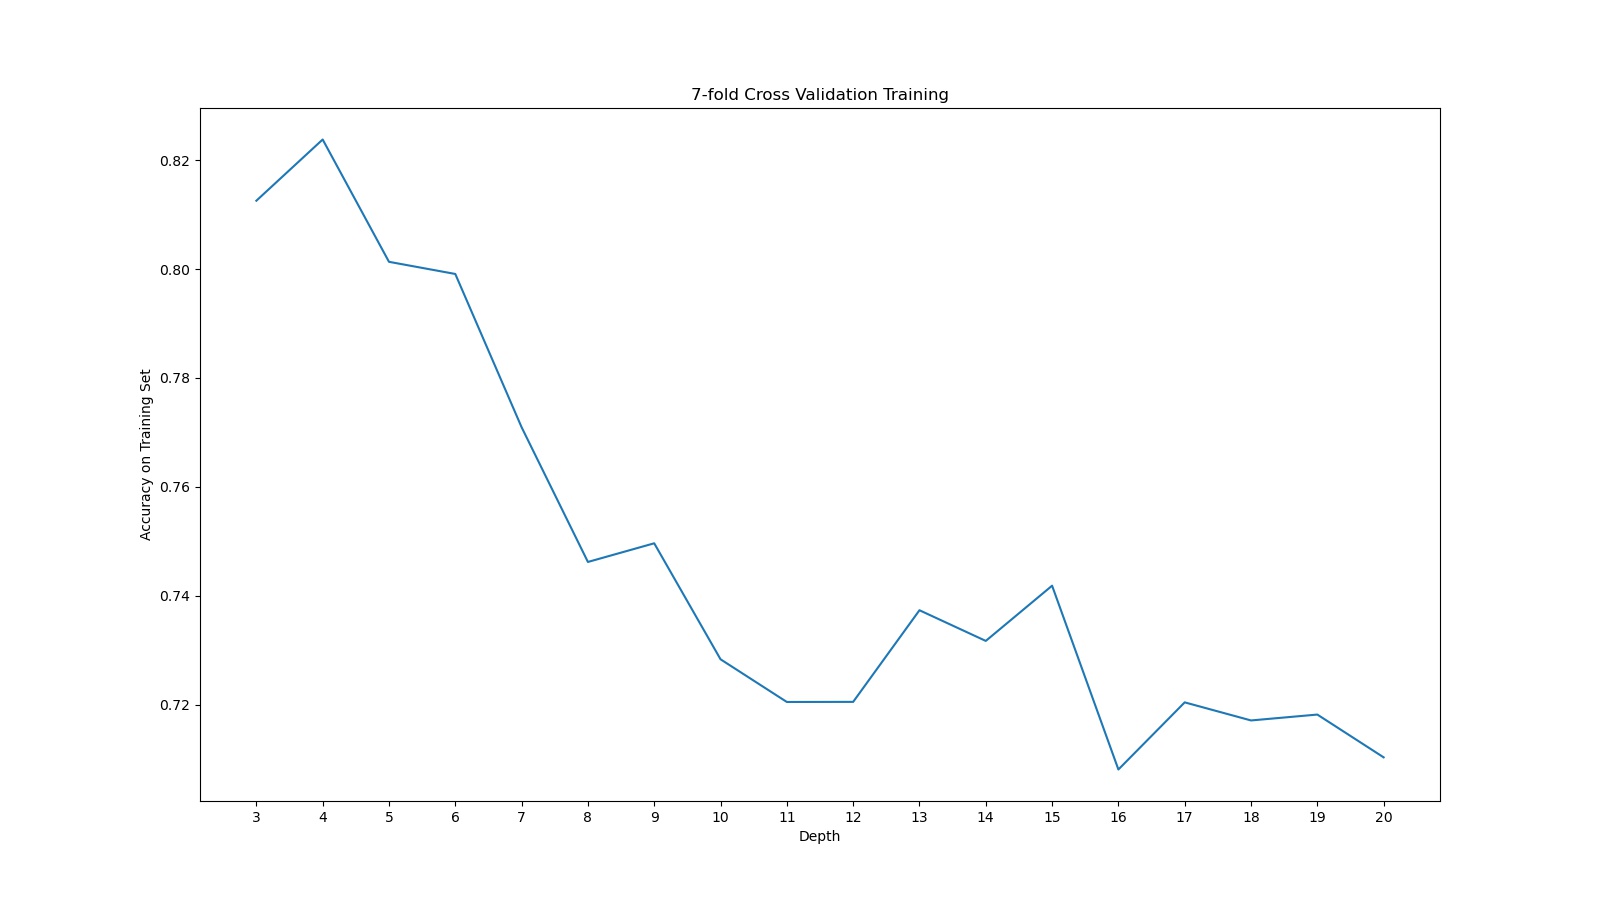 7-fold Cross Validation Training
Accuracy on Training Set
0.82
0.80
0.78
0.76
0.74
0.72
3 4 5 6 7 8 9 10 11 12 13 14 15 16 17 18 19 20
Depth